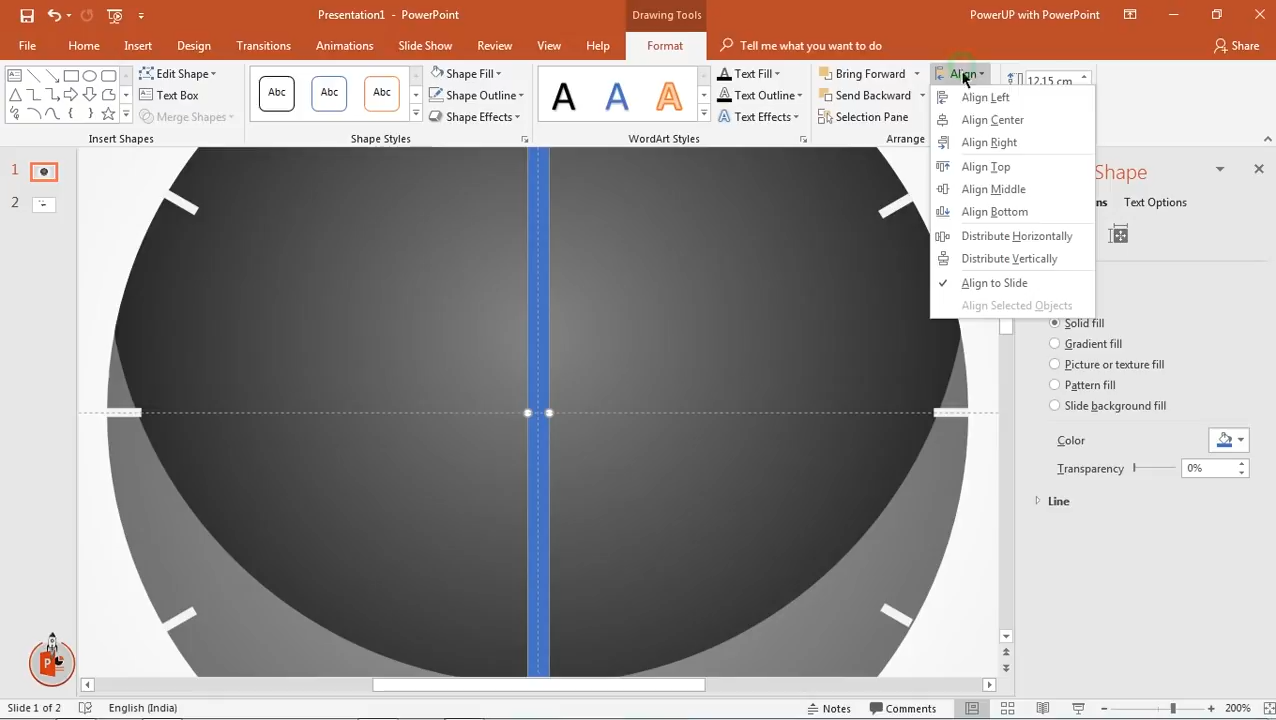 Presentation1 - PowerPoint
Drawing Tools
PowerUP with PowerPoint
File
Home
Insert
Design
Transitions
Animations
Slide Show
Review
View
Help
Format
Tell me what you want to do
Share
Edit Shape
Text Box
Merge Shapes
Insert Shapes
Abc
Abc
Abc
Shape Fill
Shape Outline
Shape Effects
Shape Styles
A
A
A
Text Fill
Text Outline
Text Effects
WordArt Styles
Bring Forward
Send Backward
Selection Pane
Arrange
Align
12.15 cm
Align Left
Align Center
Align Right
Align Top
Align Middle
Align Bottom
Distribute Horizontally
Distribute Vertically
Align to Slide
Align Selected Objects
1
2
Shape
Text Options
Solid fill
Gradient fill
Picture or texture fill
Pattern fill
Slide background fill
Color
Transparency
0%
Line
P
Slide 1 of 2
English (India)
Notes
Comments
200%